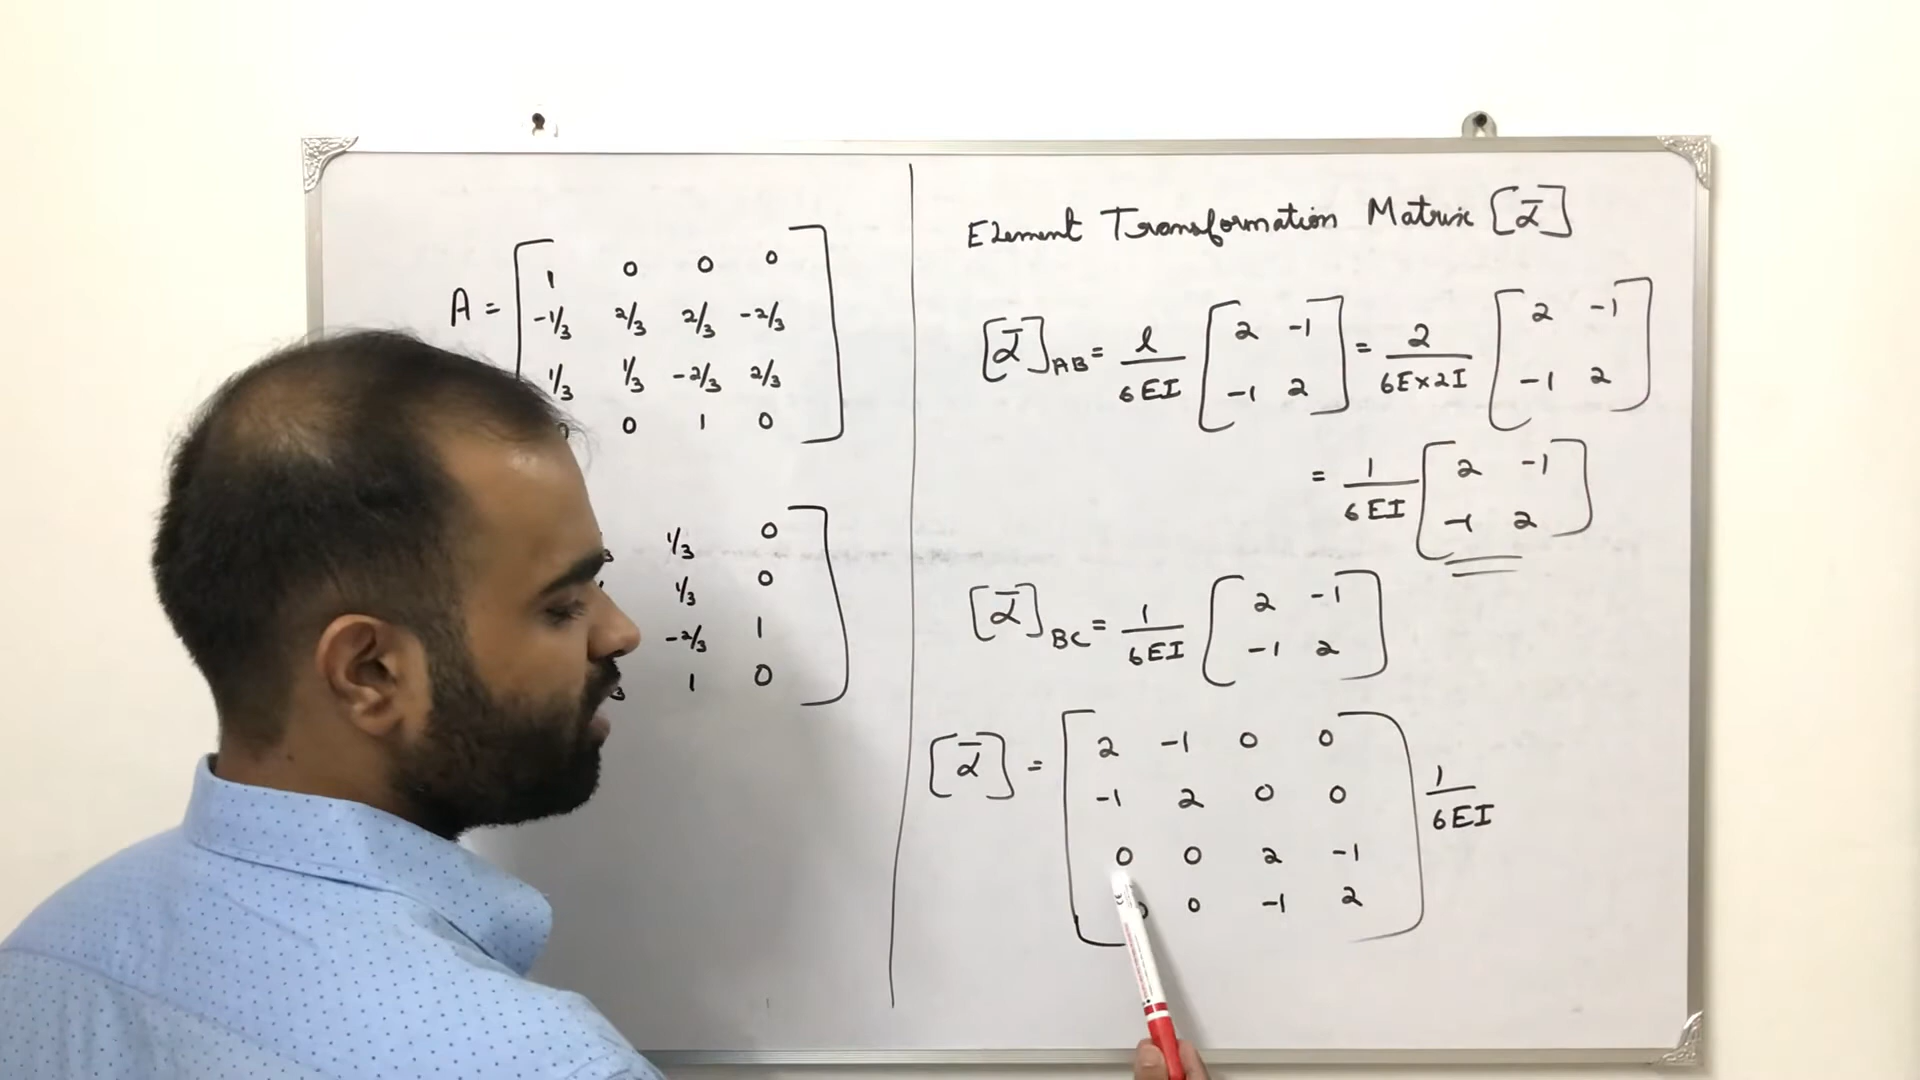 A = [ 1 0 0 0
-1/3 2/3 2/3 -2/3
1/3 1/3 -2/3 2/3
0 1 0 ]
1/3 0
1/3 0
-2/3 1
1 0 ]
Element Transformation Matrix [ᾱ]
[ᾱ]AB = l/6EI [ 2 -1
-1 2 ] = 2/6E×2I [ 2 -1
-1 2 ]
= 1/6EI [ 2 -1
-1 2 ]
[ᾱ]BC = 1/6EI [ 2 -1
-1 2 ]
[ᾱ] = [ 2 -1 0 0
-1 2 0 0
0 0 2 -1
0 0 -1 2 ] 1/6EI